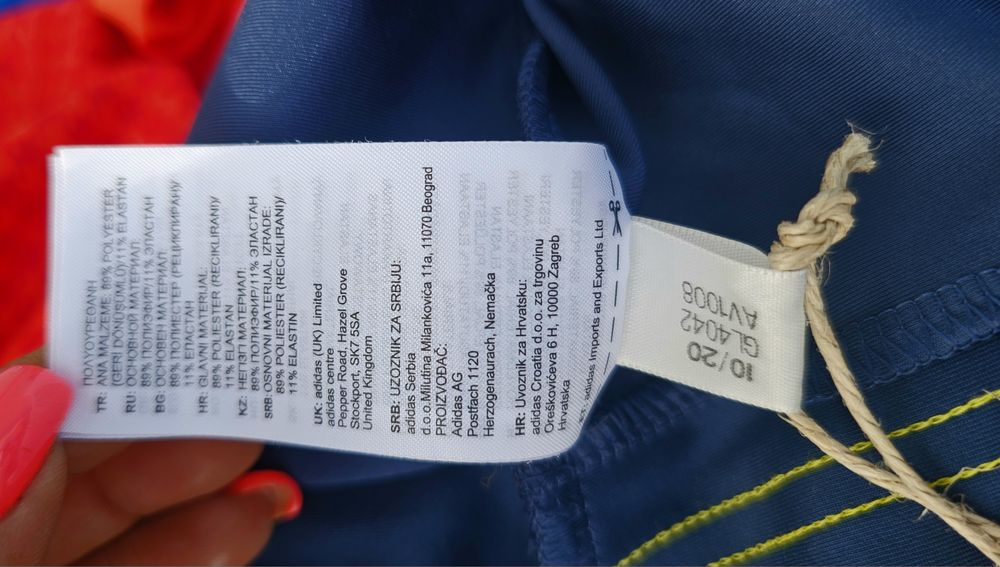 ΠΟΛΥΟΥΡΕΘΑΝΗ
TR: ANA MALZEME: 89% POLYESTER
(GERİ DÖNÜŞÜMLÜ)/11% ELASTAN
RU: ОСНОВНОЙ МАТЕРИАЛ:
89% ПОЛИЭФИР/11% ЭЛАСТАН
BG: ОСНОВЕН МАТЕРИАЛ:
89% ПОЛИЕСТЕР (РЕЦИКЛИРАН)/
11% ЕЛАСТАН
HR: GLAVNI MATERIJAL:
89% POLIESTER (RECIKLIRANI)/
11% ELASTAN
KZ: НЕГІЗГІ МАТЕРИАЛ:
89% ПОЛИЭФИР/11% ЭЛАСТАН
SRB:OSNOVNI MATERIJAL IZRADE:
89% POLIESTER (RECIKLIRANI)/
11% ELASTIN
UK: adidas (UK) Limited
adidas centre
Pepper Road, Hazel Grove
Stockport, SK7 5SA
United Kingdom
SRB: UZOZNIK ZA SRBIJU:
adidas Serbia
d.o.o.Milutina Milankovića 11a, 11070 Beograd
PROIZVOĐAČ:
Adidas AG
Postfach 1120
Herzogenaurach, Nemačka
HR: Uvoznik za Hrvatsku:
adidas Croatia d.o.o. za trgovinu
Oreškovićeva 6 H, 10000 Zagreb
Hrvatska
adidas Imports and Exports Ltd
10/20
GL4042
AV1008